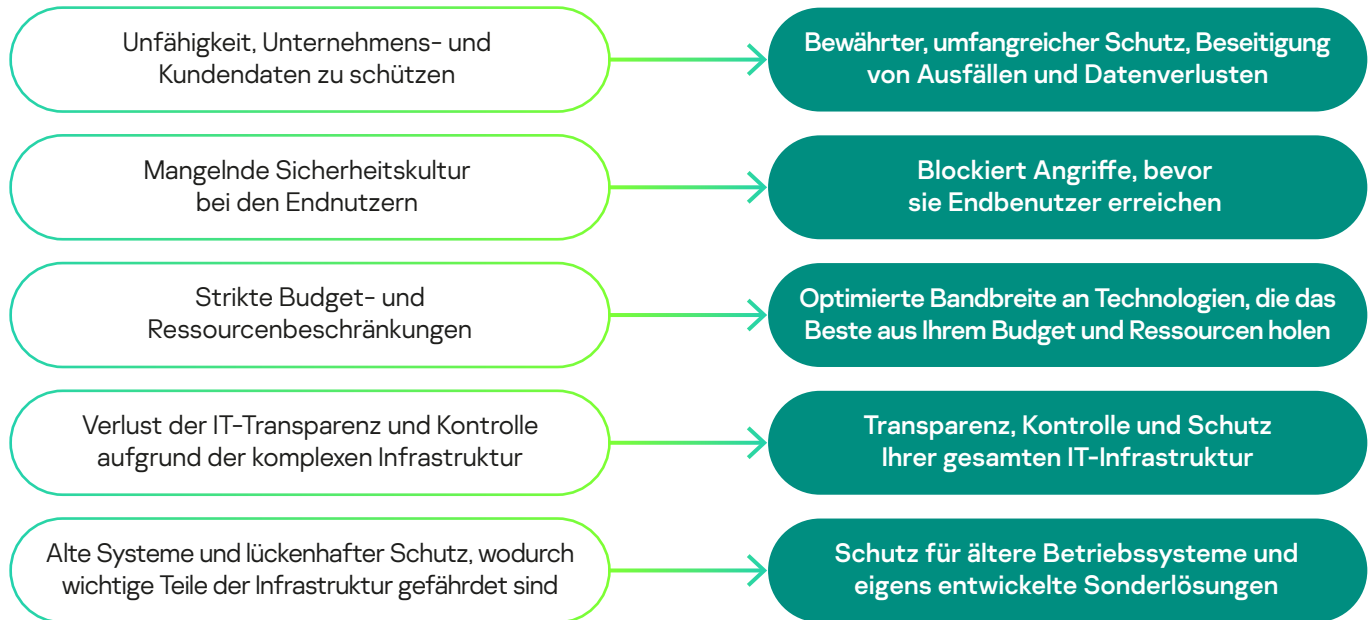 Unfähigkeit, Unternehmens- und
Kundendaten zu schützen
Bewährter, umfangreicher Schutz, Beseitigung
von Ausfällen und Datenverlusten
Mangelnde Sicherheitskultur
bei den Endnutzern
Blockiert Angriffe, bevor
sie Endbenutzer erreichen
Strikte Budget- und
Ressourcenbeschränkungen
Optimierte Bandbreite an Technologien, die das
Beste aus Ihrem Budget und Ressourcen holen
Verlust der IT-Transparenz und Kontrolle
aufgrund der komplexen Infrastruktur
Transparenz, Kontrolle und Schutz
Ihrer gesamten IT-Infrastruktur
Alte Systeme und lückenhafter Schutz, wodurch
wichtige Teile der Infrastruktur gefährdet sind
Schutz für ältere Betriebssysteme und
eigens entwickelte Sonderlösungen